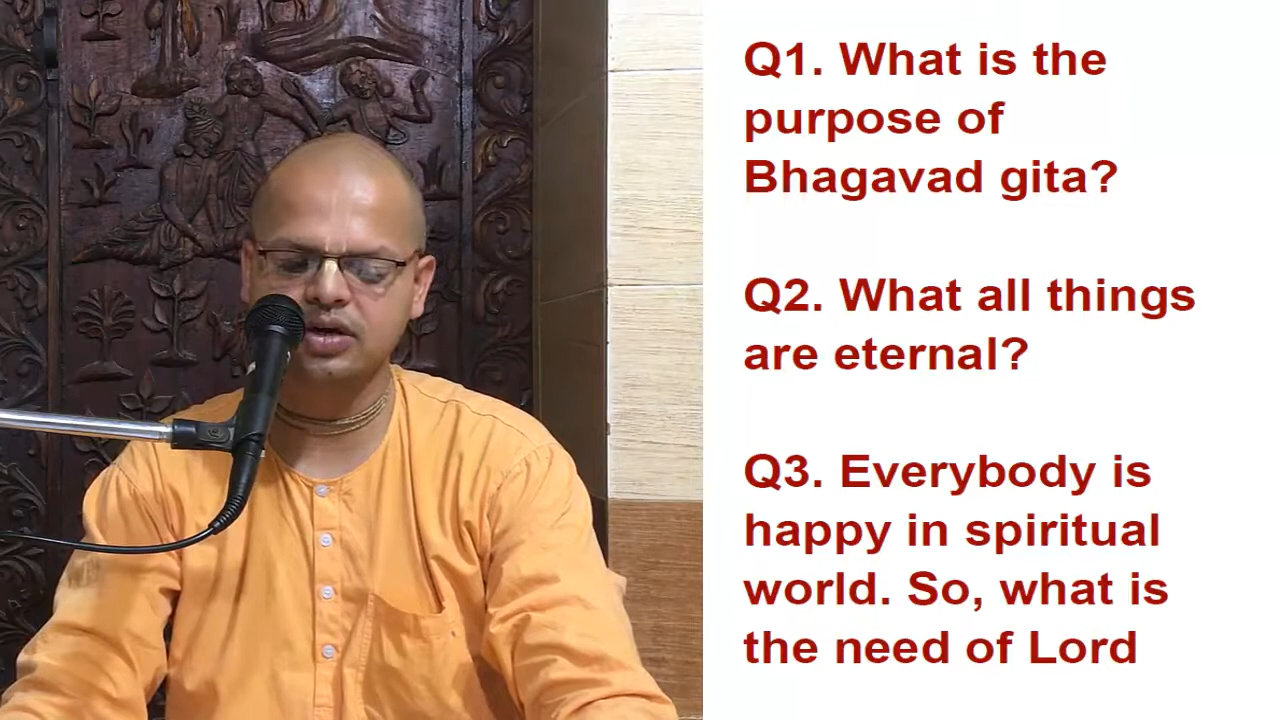 Q1. What is the
purpose of
Bhagavad gita?
Q2. What all things
are eternal?
Q3. Everybody is
happy in spiritual
world. So, what is
the need of Lord